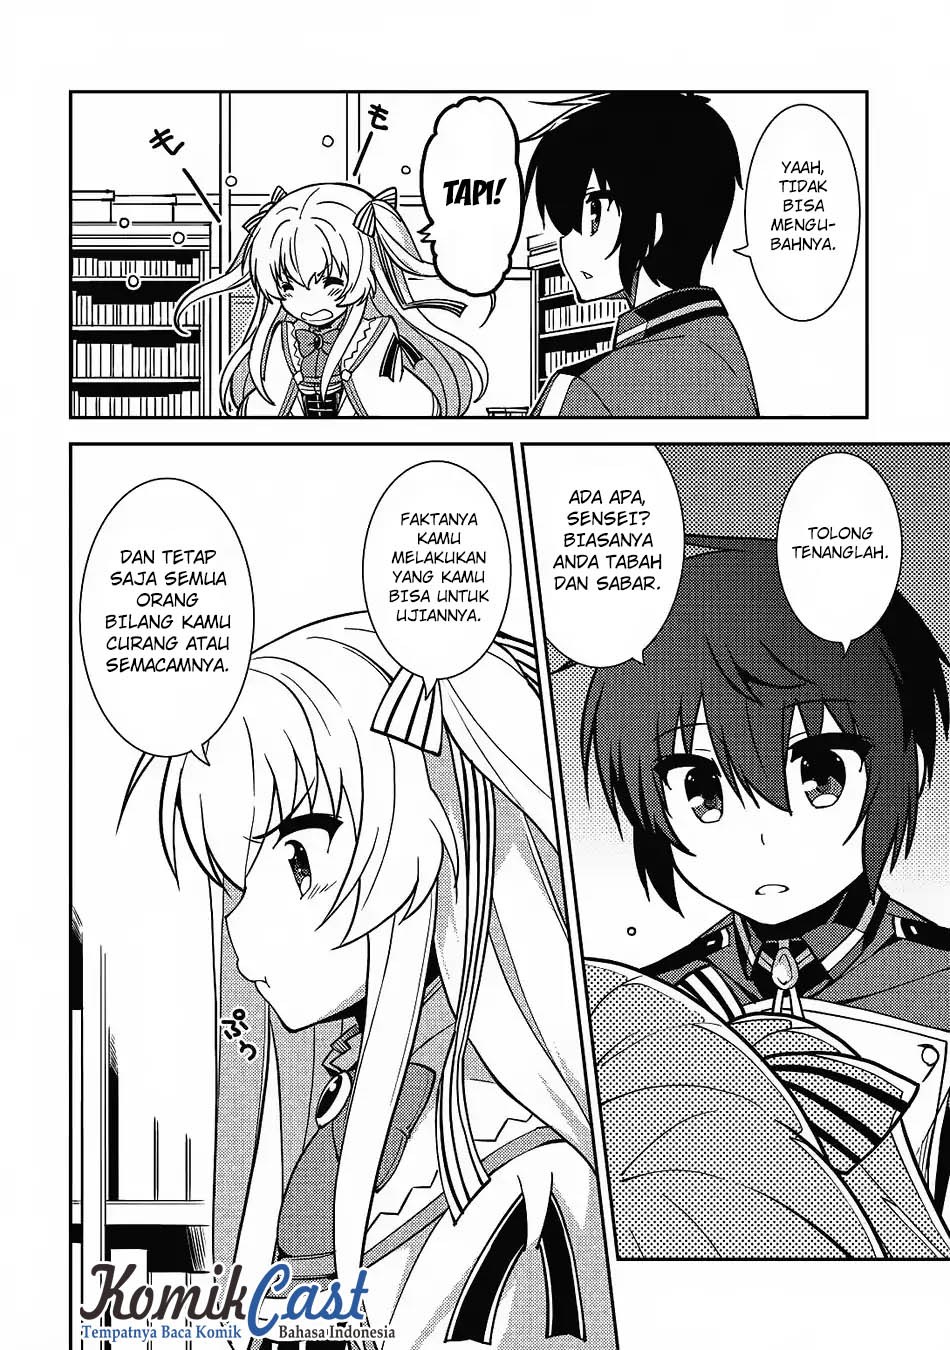 YAAH,
TIDAK
BISA
MENGU-
BAHNYA.
TAPI!
も
も
TOLONG
TENANGLAH.
ADA APA,
SENSEI?
BIASANYA
ANDA TABAH
DAN SABAR.
FAKTANYA
KAMU
MELAKUKAN
YANG KAMU
BISA UNTUK
UJIANNYA.
DAN TETAP
SAJA SEMUA
ORANG
BILANG KAMU
CURANG ATAU
SEMACAMNYA.
ぷぅ
KomikCast
Tempatnya Baca Komik Bahasa Indonesia